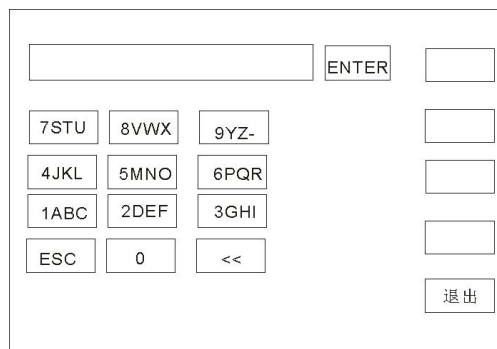 ENTER
7STU 8VWX 9YZ-
4JKL 5MNO 6PQR
1ABC 2DEF 3GHI
ESC 0 <<
退出